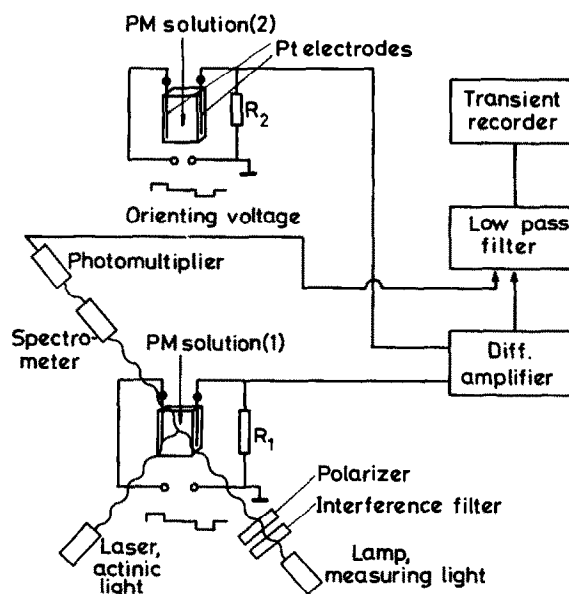 PM solution(2)
Pt electrodes
R2
Orienting voltage
Transient
recorder
Low pass
filter
Photomultiplier
Spectro-
meter
PM solution(1)
Diff.
amplifier
R1
Polarizer
Interference filter
Laser,
actinic
light
Lamp,
measuring light